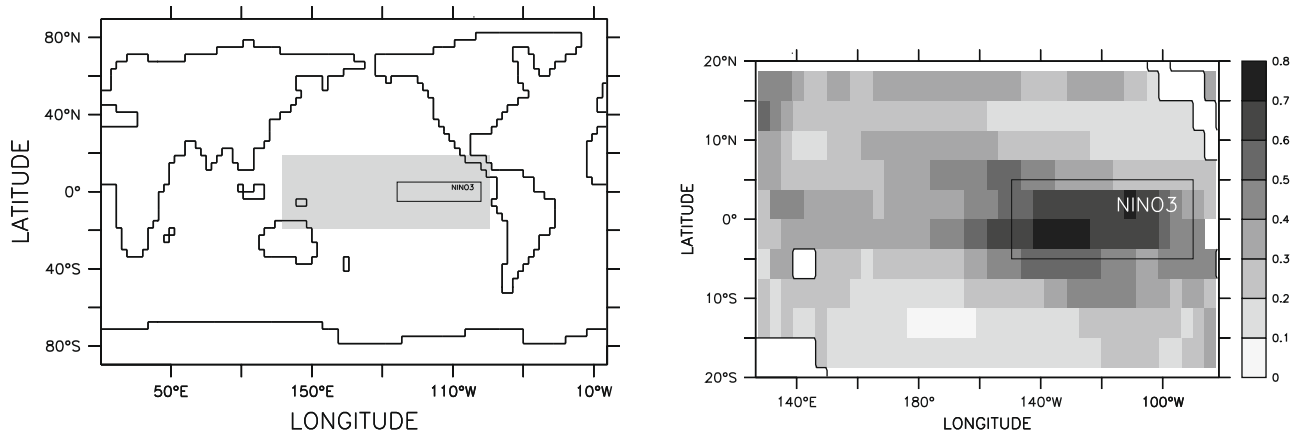 80°N
40°N
0°
40°S
80°S
LATITUDE
NINO3
50°E
150°E
110°W
10°W
LONGITUDE
20°N
10°N
0°
10°S
20°S
LATITUDE
NINO3
140°E
180°
140°W
100°W
LONGITUDE
0.8
0.7
0.6
0.5
0.4
0.3
0.2
0.1
0